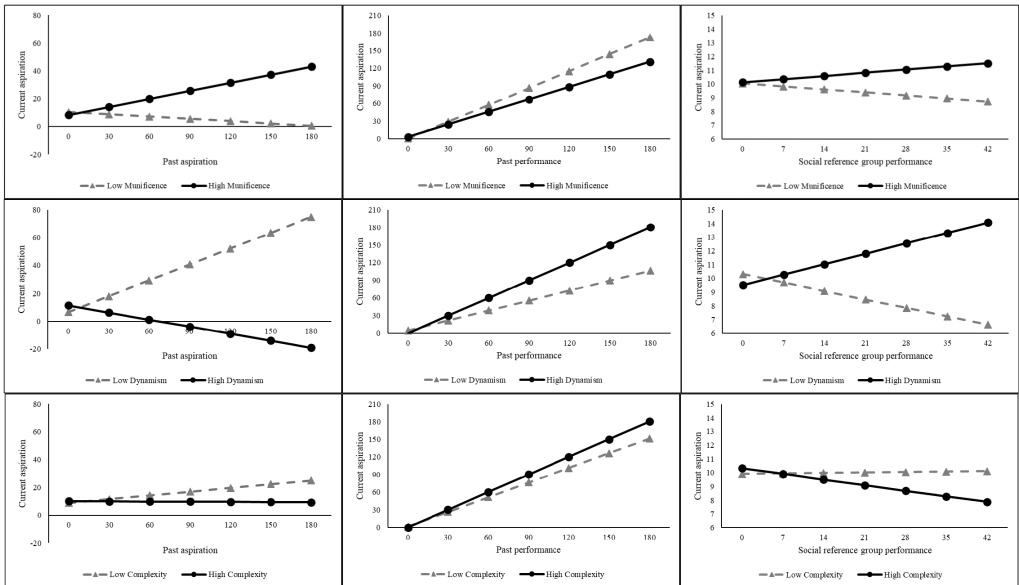 80
60
40
20
0
-20
Current aspiration
0 30 60 90 120 150 180
Past aspiration
Low Munificence High Munificence
210
180
150
120
90
60
30
0
Current aspiration
0 30 60 90 120 150 180
Past performance
Low Munificence High Munificence
15
14
13
12
11
10
9
8
7
6
Current aspiration
0 7 14 21 28 35 42
Social reference group performance
Low Munificence High Munificence
80
60
40
20
0
-20
Current aspiration
0 30 60 90 120 150 180
Past aspiration
Low Dynamism High Dynamism
210
180
150
120
90
60
30
0
Current aspiration
0 30 60 90 120 150 180
Past performance
Low Dynamism High Dynamism
15
14
13
12
11
10
9
8
7
6
Current aspiration
0 7 14 21 28 35 42
Social reference group performance
Low Dynamism High Dynamism
80
60
40
20
0
-20
Current aspiration
0 30 60 90 120 150 180
Past aspiration
Low Complexity High Complexity
210
180
150
120
90
60
30
0
Current aspiration
0 30 60 90 120 150 180
Past performance
Low Complexity High Complexity
15
14
13
12
11
10
9
8
7
6
Current aspiration
0 7 14 21 28 35 42
Social reference group performance
Low Complexity High Complexity